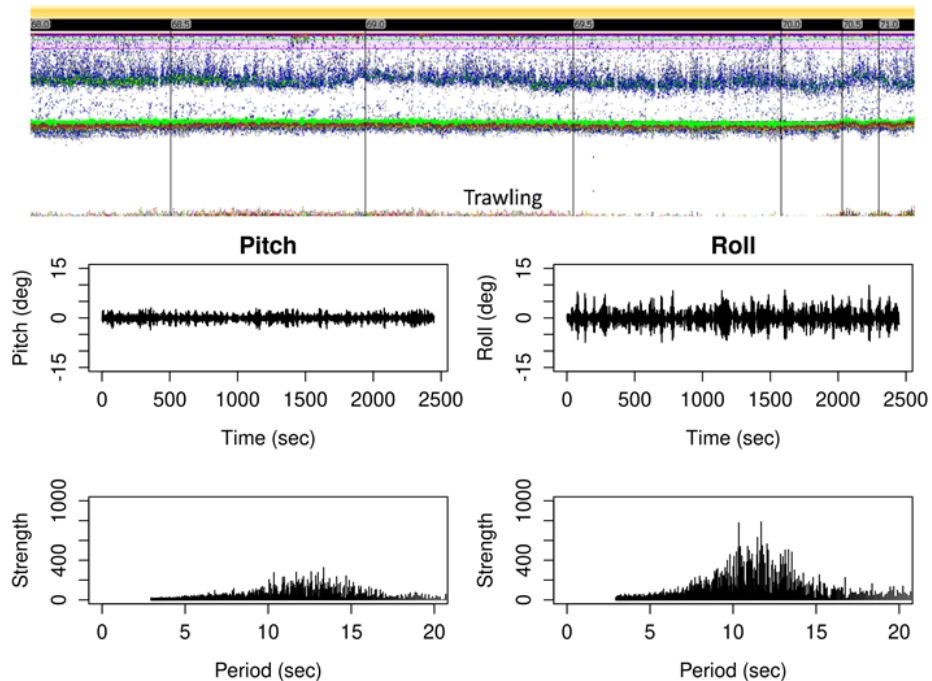 68.0 68.5 69.0 69.5 70.0 70.5 71.0
Trawling
Pitch Roll
Pitch (deg) -15 0 15
0 500 1000 1500 2000 2500
Time (sec)
Roll (deg) -15 0 15
0 500 1000 1500 2000 2500
Time (sec)
Strength 0 400 1000
0 5 10 15 20
Period (sec)
Strength 0 400 1000
0 5 10 15 20
Period (sec)